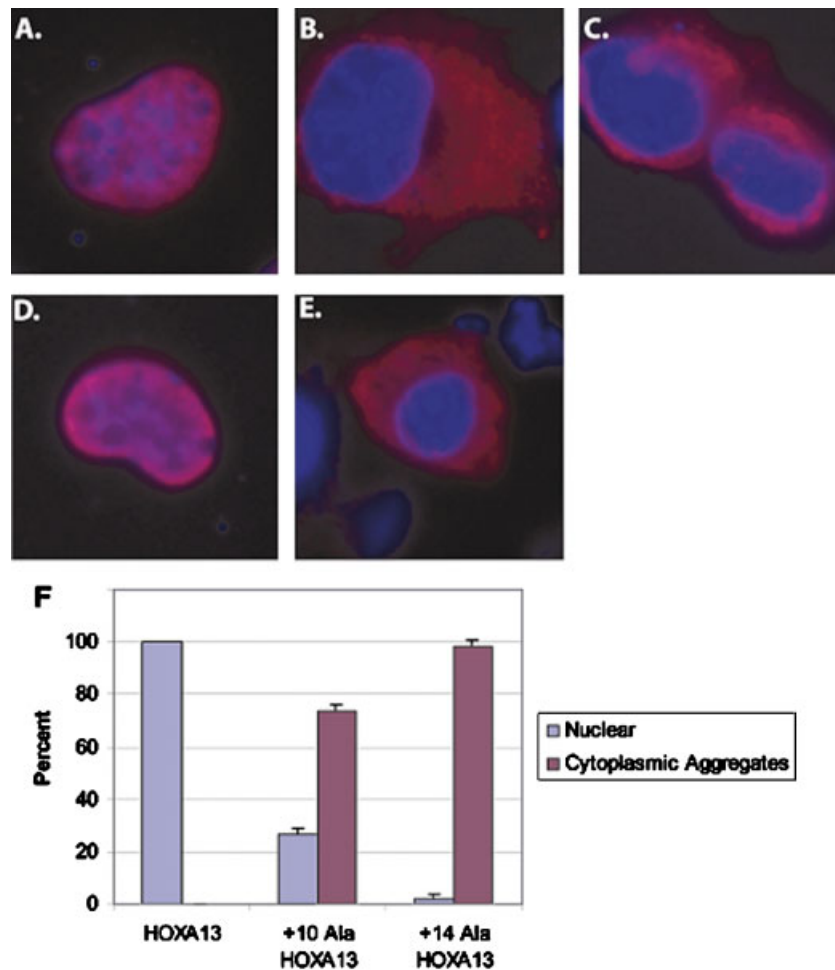 A.
B.
C.
D.
E.
F
100
80
60
40
20
0
Percent
HOXA13
+10 Ala
HOXA13
+14 Ala
HOXA13
Nuclear
Cytoplasmic Aggregates